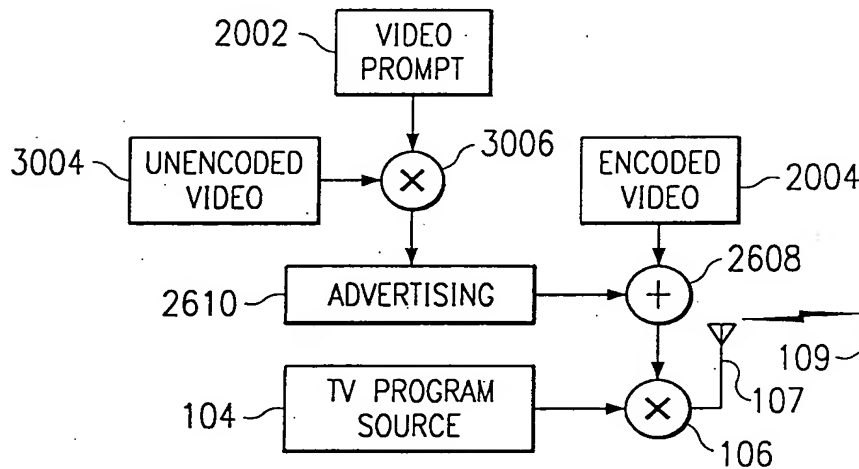 2002
VIDEO
PROMPT
3004
UNENCODED
VIDEO
3006
ENCODED
VIDEO
2004
2610
ADVERTISING
2608
109
107
104
TV PROGRAM
SOURCE
106